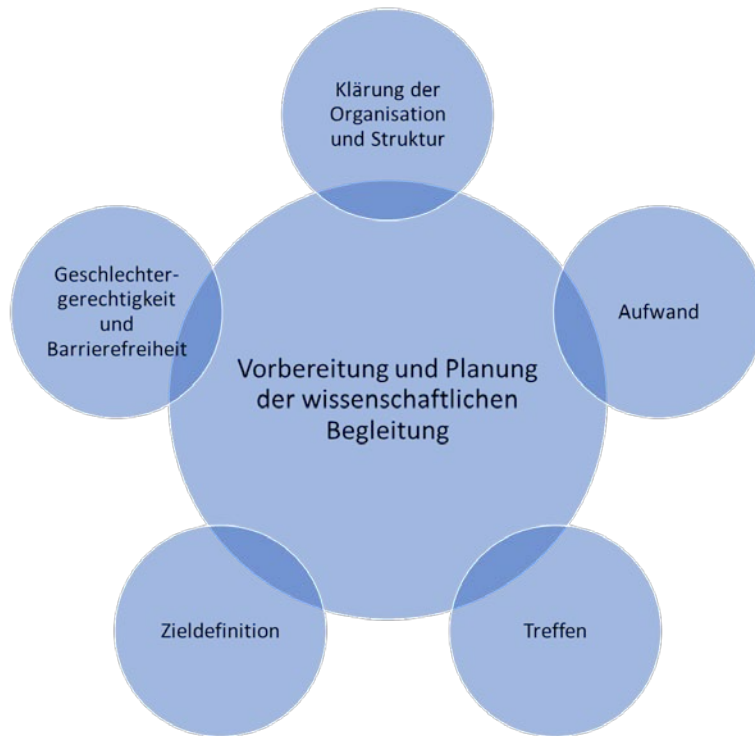 Klärung der
Organisation
und Struktur
Geschlechter-
gerechtigkeit
und
Barrierefreiheit
Aufwand
Vorbereitung und Planung
der wissenschaftlichen
Begleitung
Zieldefinition
Treffen